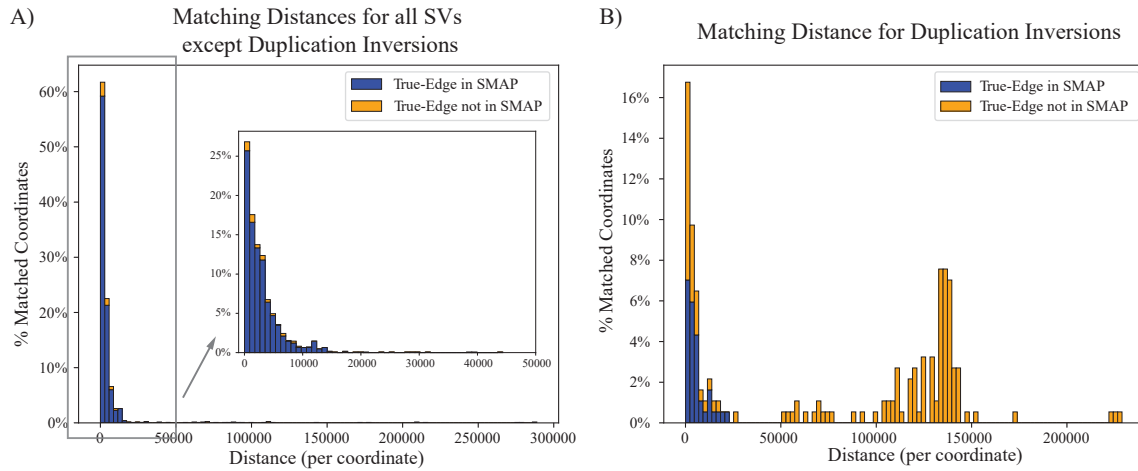 A)
Matching Distances for all SVs
except Duplication Inversions
True-Edge in SMAP
True-Edge not in SMAP
% Matched Coordinates
60%
50%
40%
30%
20%
10%
0%
25%
20%
15%
10%
5%
0%
0 10000 20000 30000 40000 50000
0 50000 100000 150000 200000 250000 300000
Distance (per coordinate)
B)
Matching Distance for Duplication Inversions
True-Edge in SMAP
True-Edge not in SMAP
% Matched Coordinates
16%
14%
12%
10%
8%
6%
4%
2%
0%
0 50000 100000 150000 200000
Distance (per coordinate)